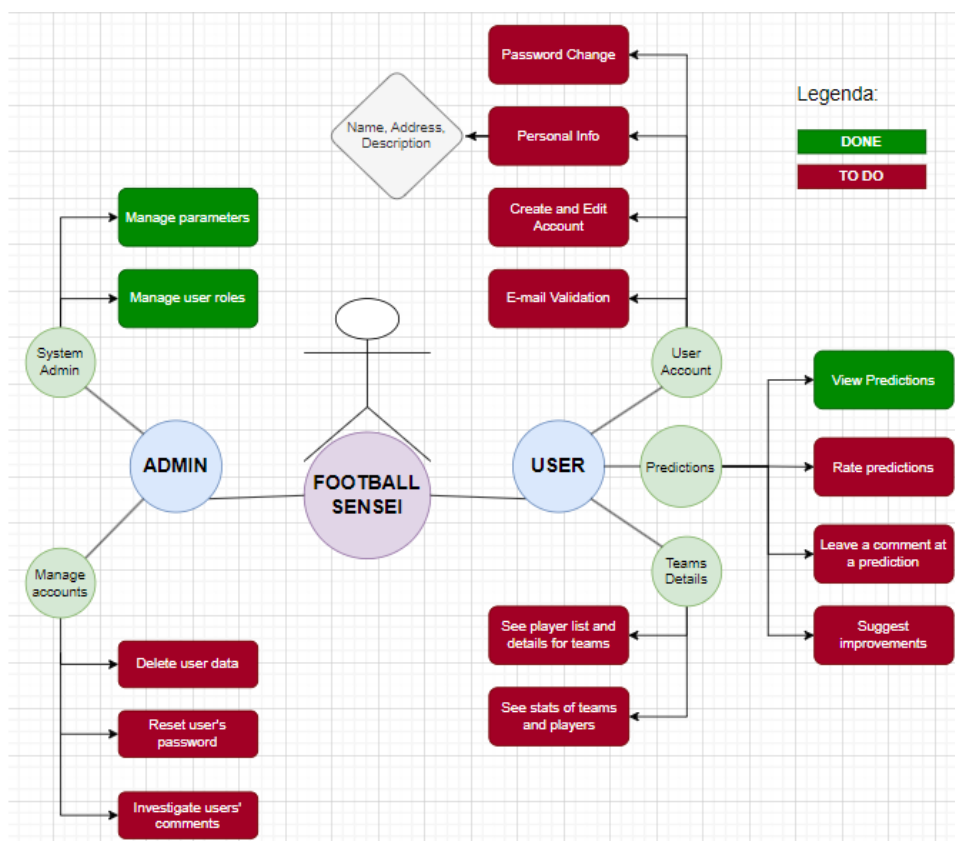 Password Change
Legenda:
Name, Address,
Description
Personal Info
DONE
TO DO
Manage parameters
Create and Edit
Account
Manage user roles
E-mail Validation
System
Admin
User
Account
View Predictions
ADMIN
FOOTBALL
SENSEI
USER
Predictions
Rate predictions
Leave a comment at
a prediction
Manage
accounts
Teams
Details
See player list and
details for teams
Suggest
improvements
Delete user data
See stats of teams
and players
Reset user's
password
Investigate users'
comments